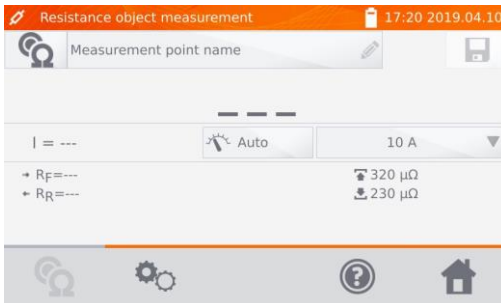 Resistance object measurement 17:20 2019.04.10
Measurement point name
– – –
I = --- Auto 10 A
RF=--- 320 μΩ
RR=--- 230 μΩ